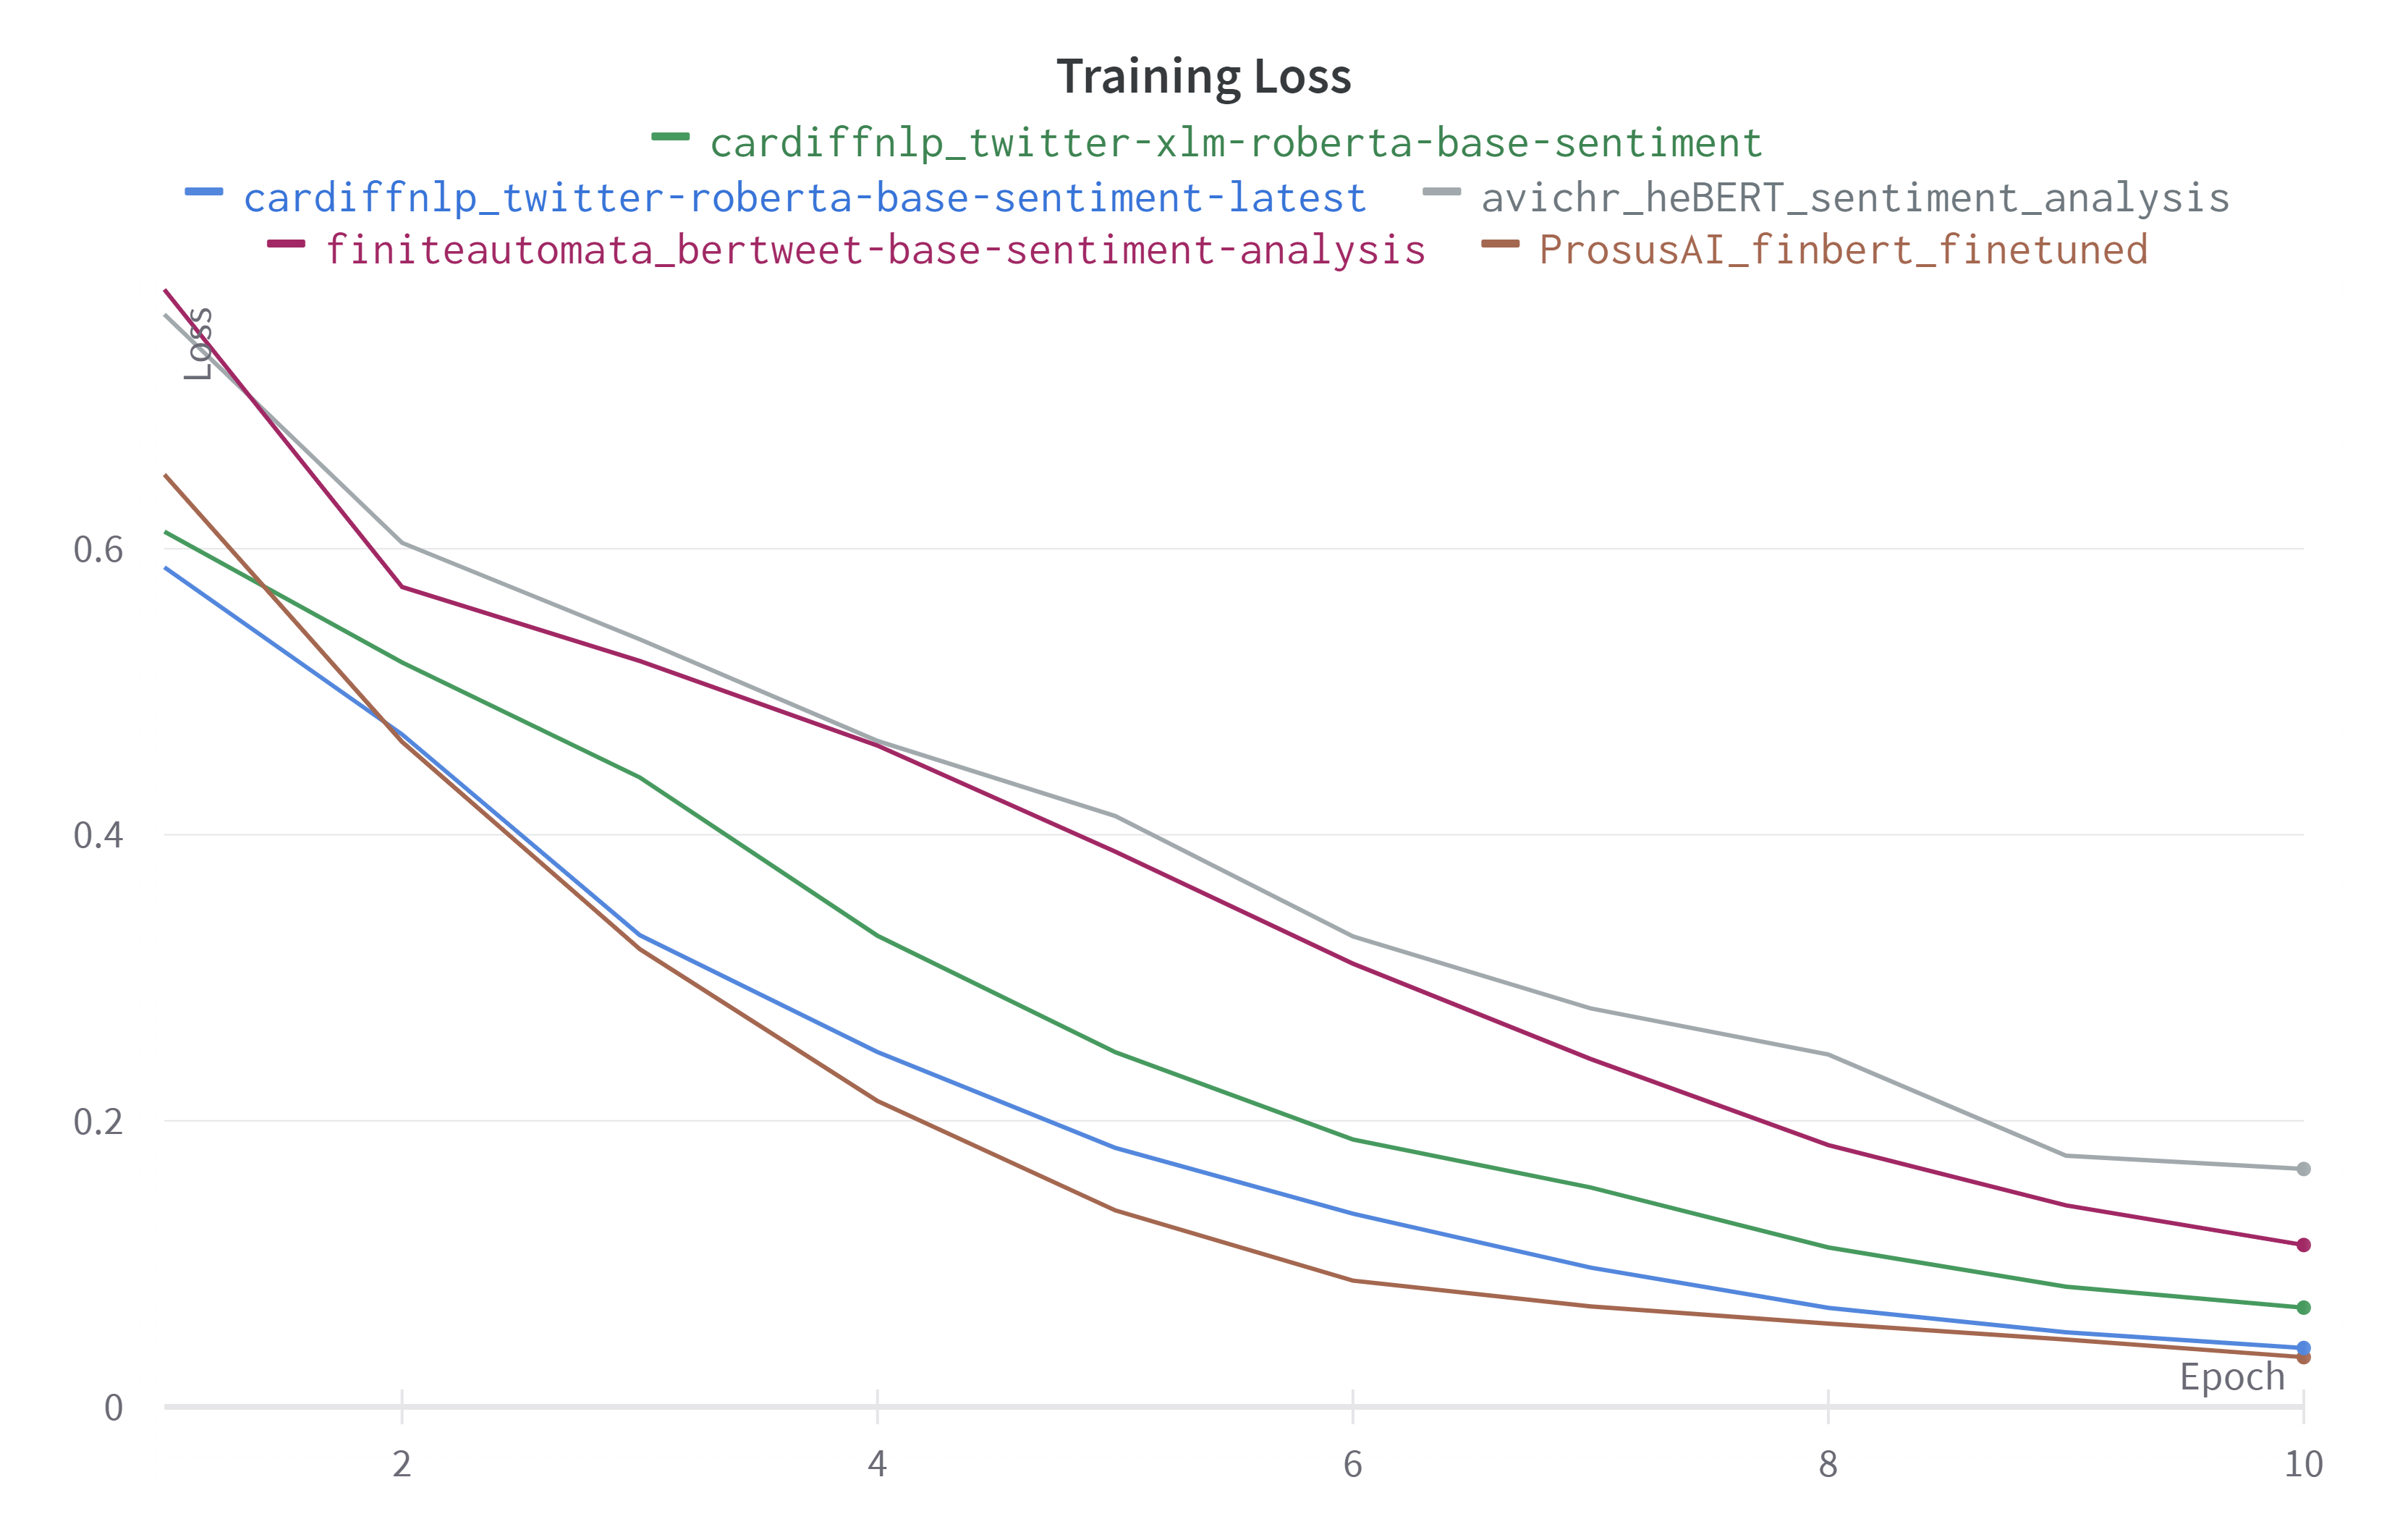 Training Loss
cardiffnlp_twitter-xlm-roberta-base-sentiment
cardiffnlp_twitter-roberta-base-sentiment-latest avichr_heBERT_sentiment_analysis
finiteautomata_bertweet-base-sentiment-analysis ProsusAI_finbert_finetuned
Loss
0.6
0.4
0.2
Epoch
0
2 4 6 8 10